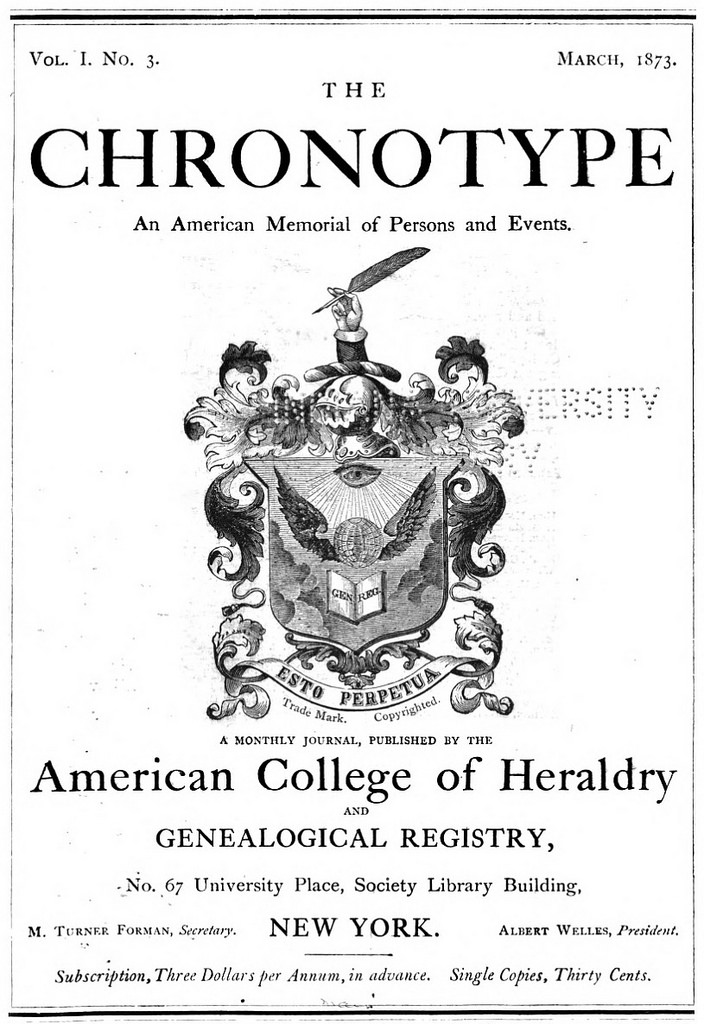 VOL. I. NO. 3. MARCH, 1873.
THE
CHRONOTYPE
An American Memorial of Persons and Events.
VERSITY
GEN. REG.
ESTO PERPETUA.
Trade Mark. Copyrighted.
A MONTHLY JOURNAL, PUBLISHED BY THE
American College of Heraldry
AND
GENEALOGICAL REGISTRY,
No. 67 University Place, Society Library Building,
M. TURNER FORMAN, Secretary. NEW YORK. ALBERT WELLES, President.
Subscription, Three Dollars per Annum, in advance. Single Copies, Thirty Cents.